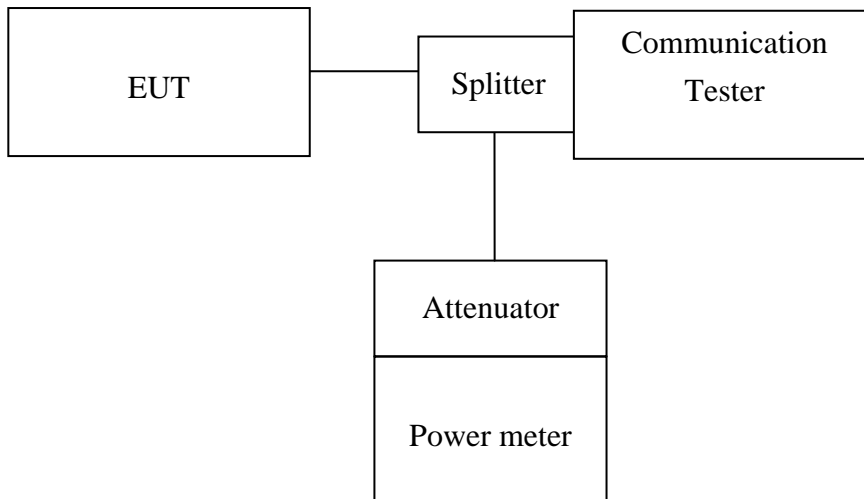 EUT
Splitter
Communication
Tester
Attenuator
Power meter